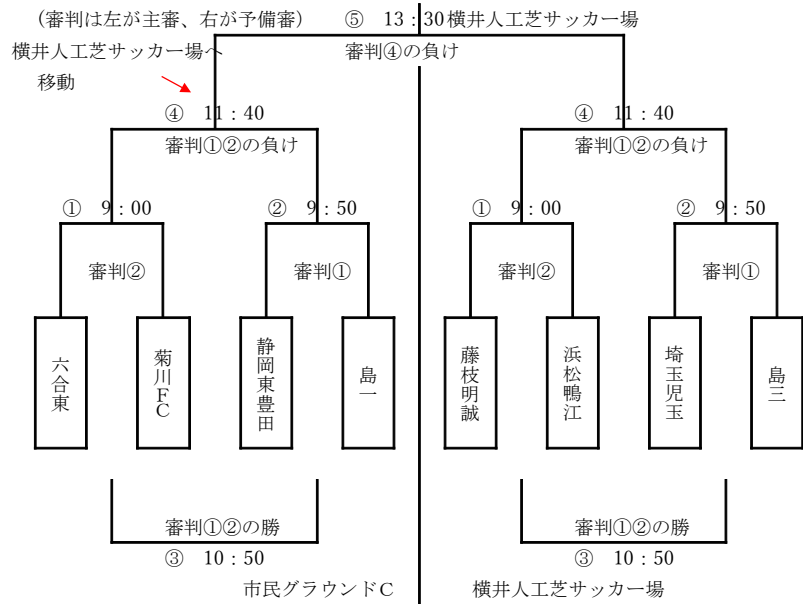 （審判は左が主審、右が予備審）　⑤　13：30横井人工芝サッカー場
横井人工芝サッカー場へ　審判④の負け
移動
④　11：40　④　11：40
審判①②の負け　審判①②の負け
①　9：00　②　9：50　①　9：00　②　9：50
審判②　審判①　審判②　審判①
六合東
菊川FC
静岡東豊田
島一
藤枝明誠
浜松鴨江
埼玉児玉
島三
審判①②の勝　審判①②の勝
③　10：50　③　10：50
市民グラウンドC　横井人工芝サッカー場